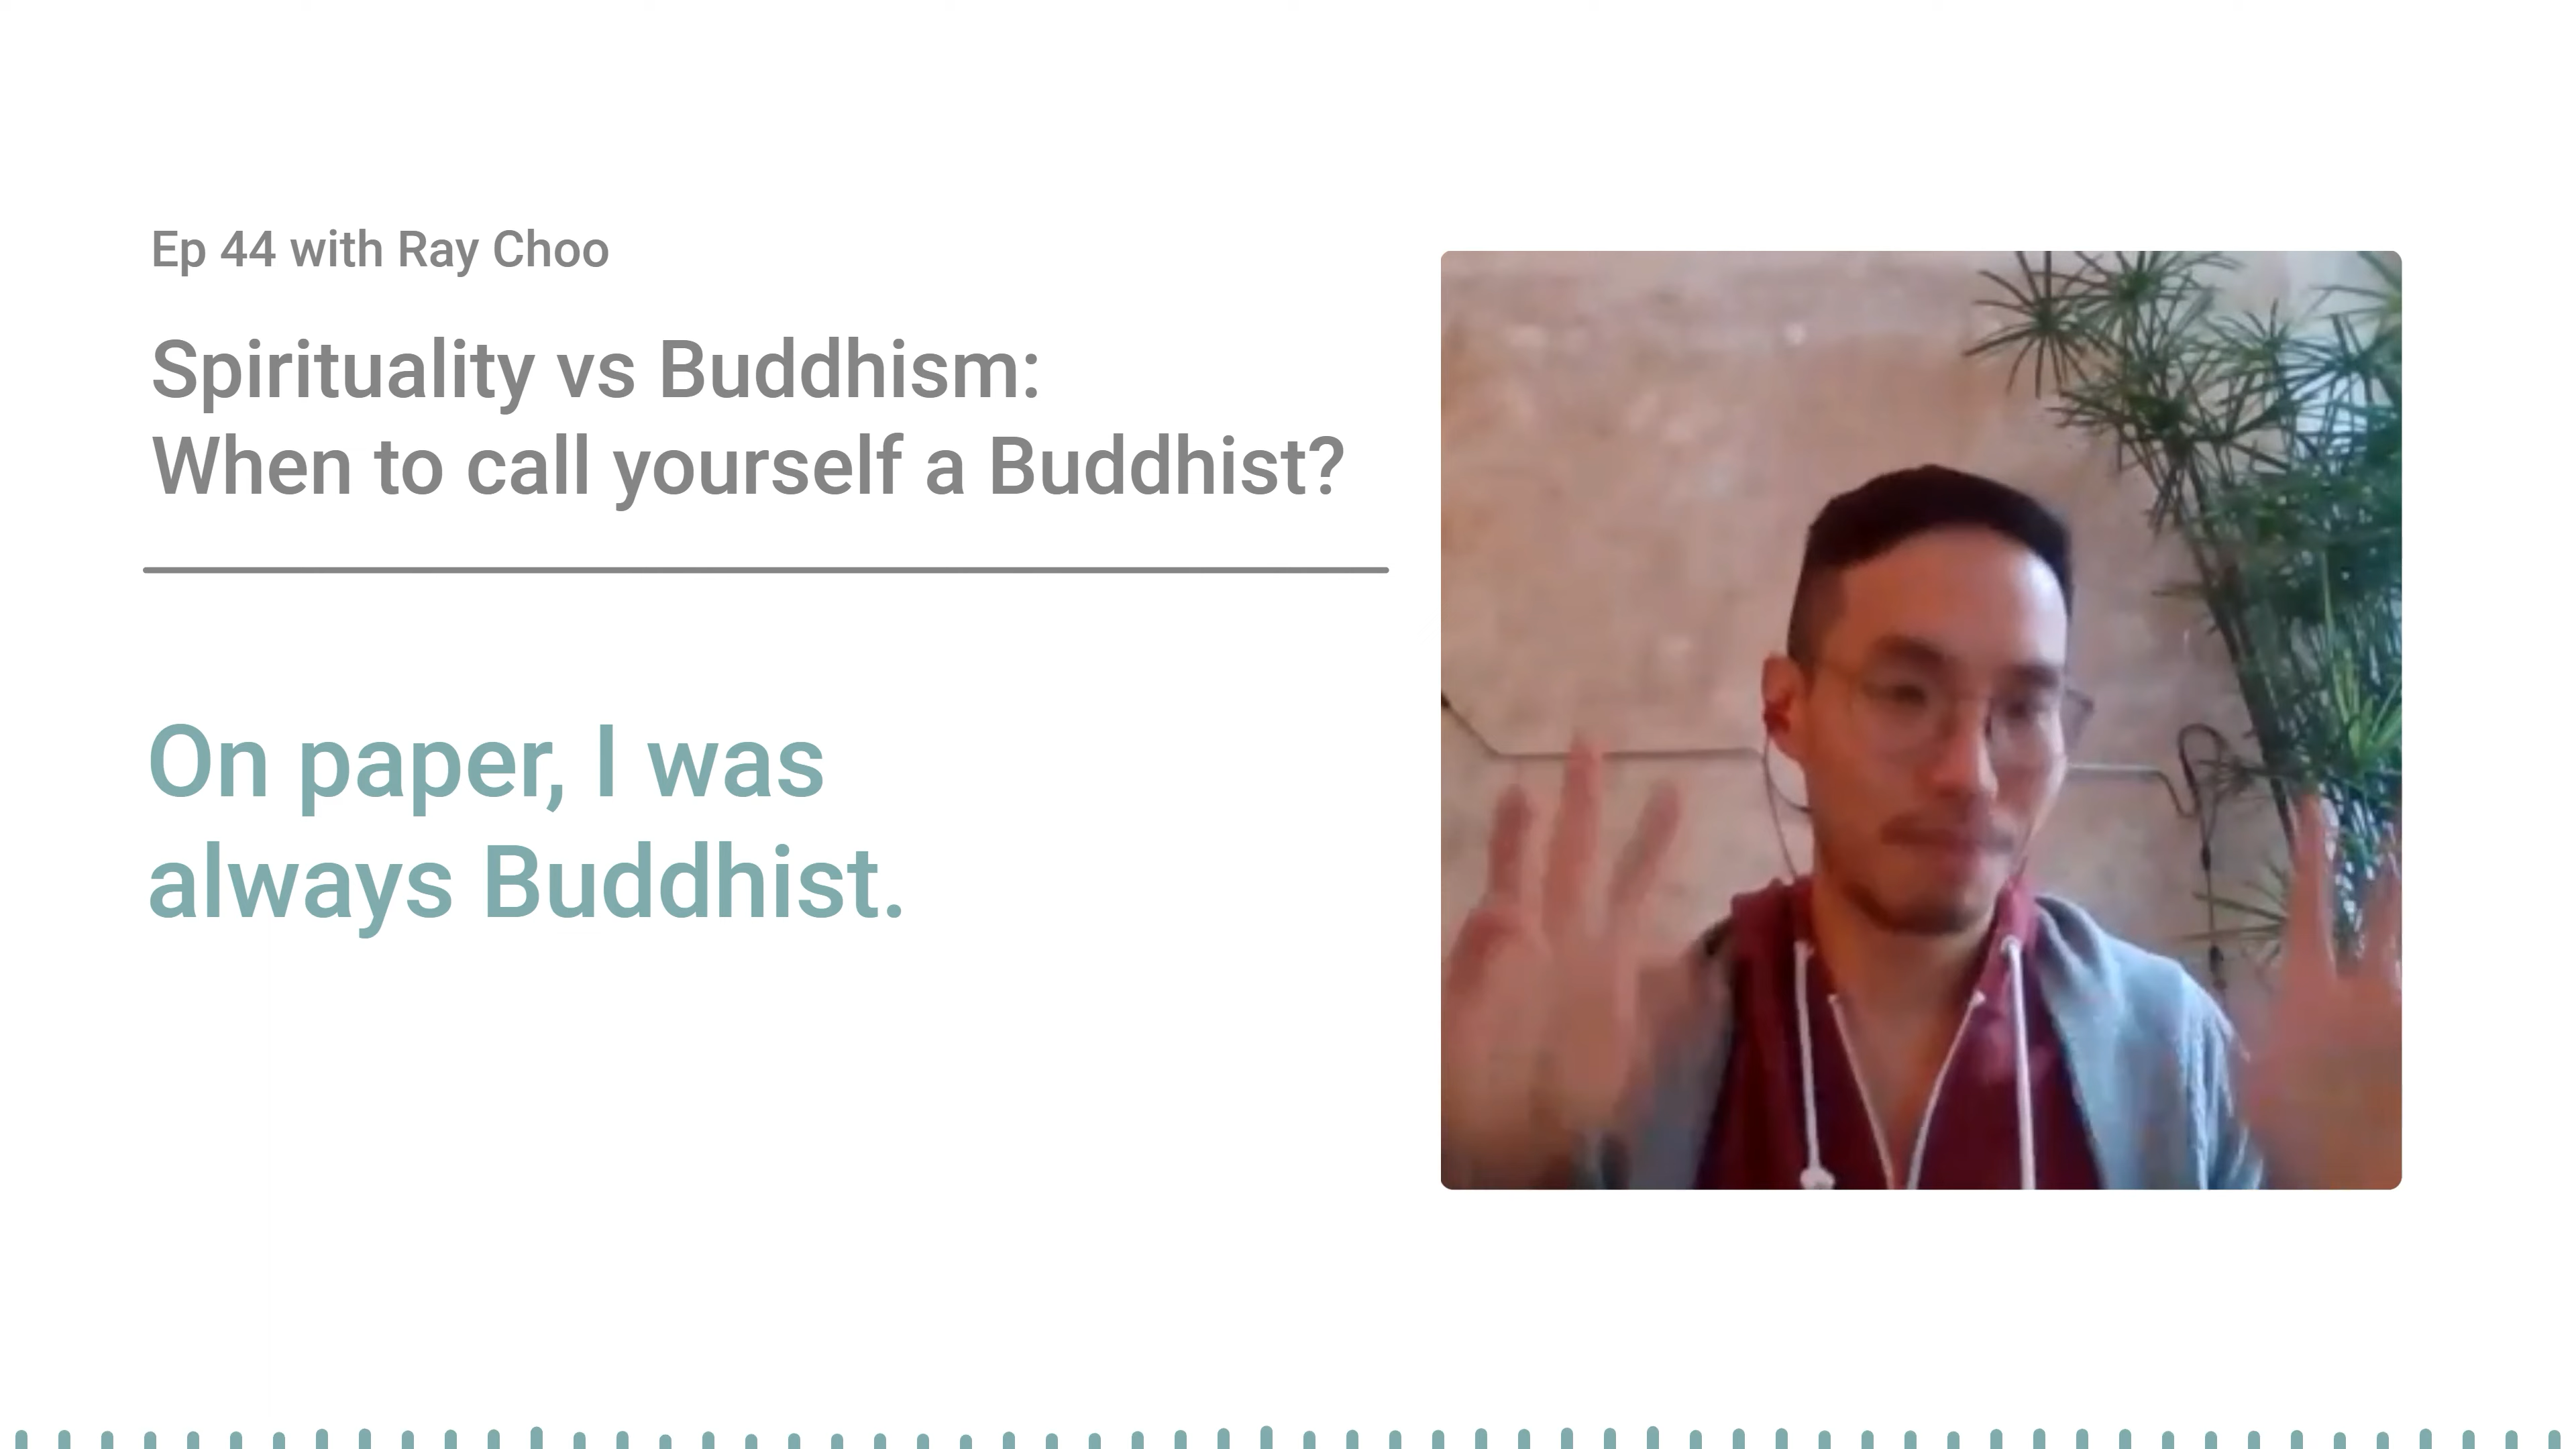 Ep 44 with Ray Choo
Spirituality vs Buddhism:
When to call yourself a Buddhist?
On paper, I was
always Buddhist.